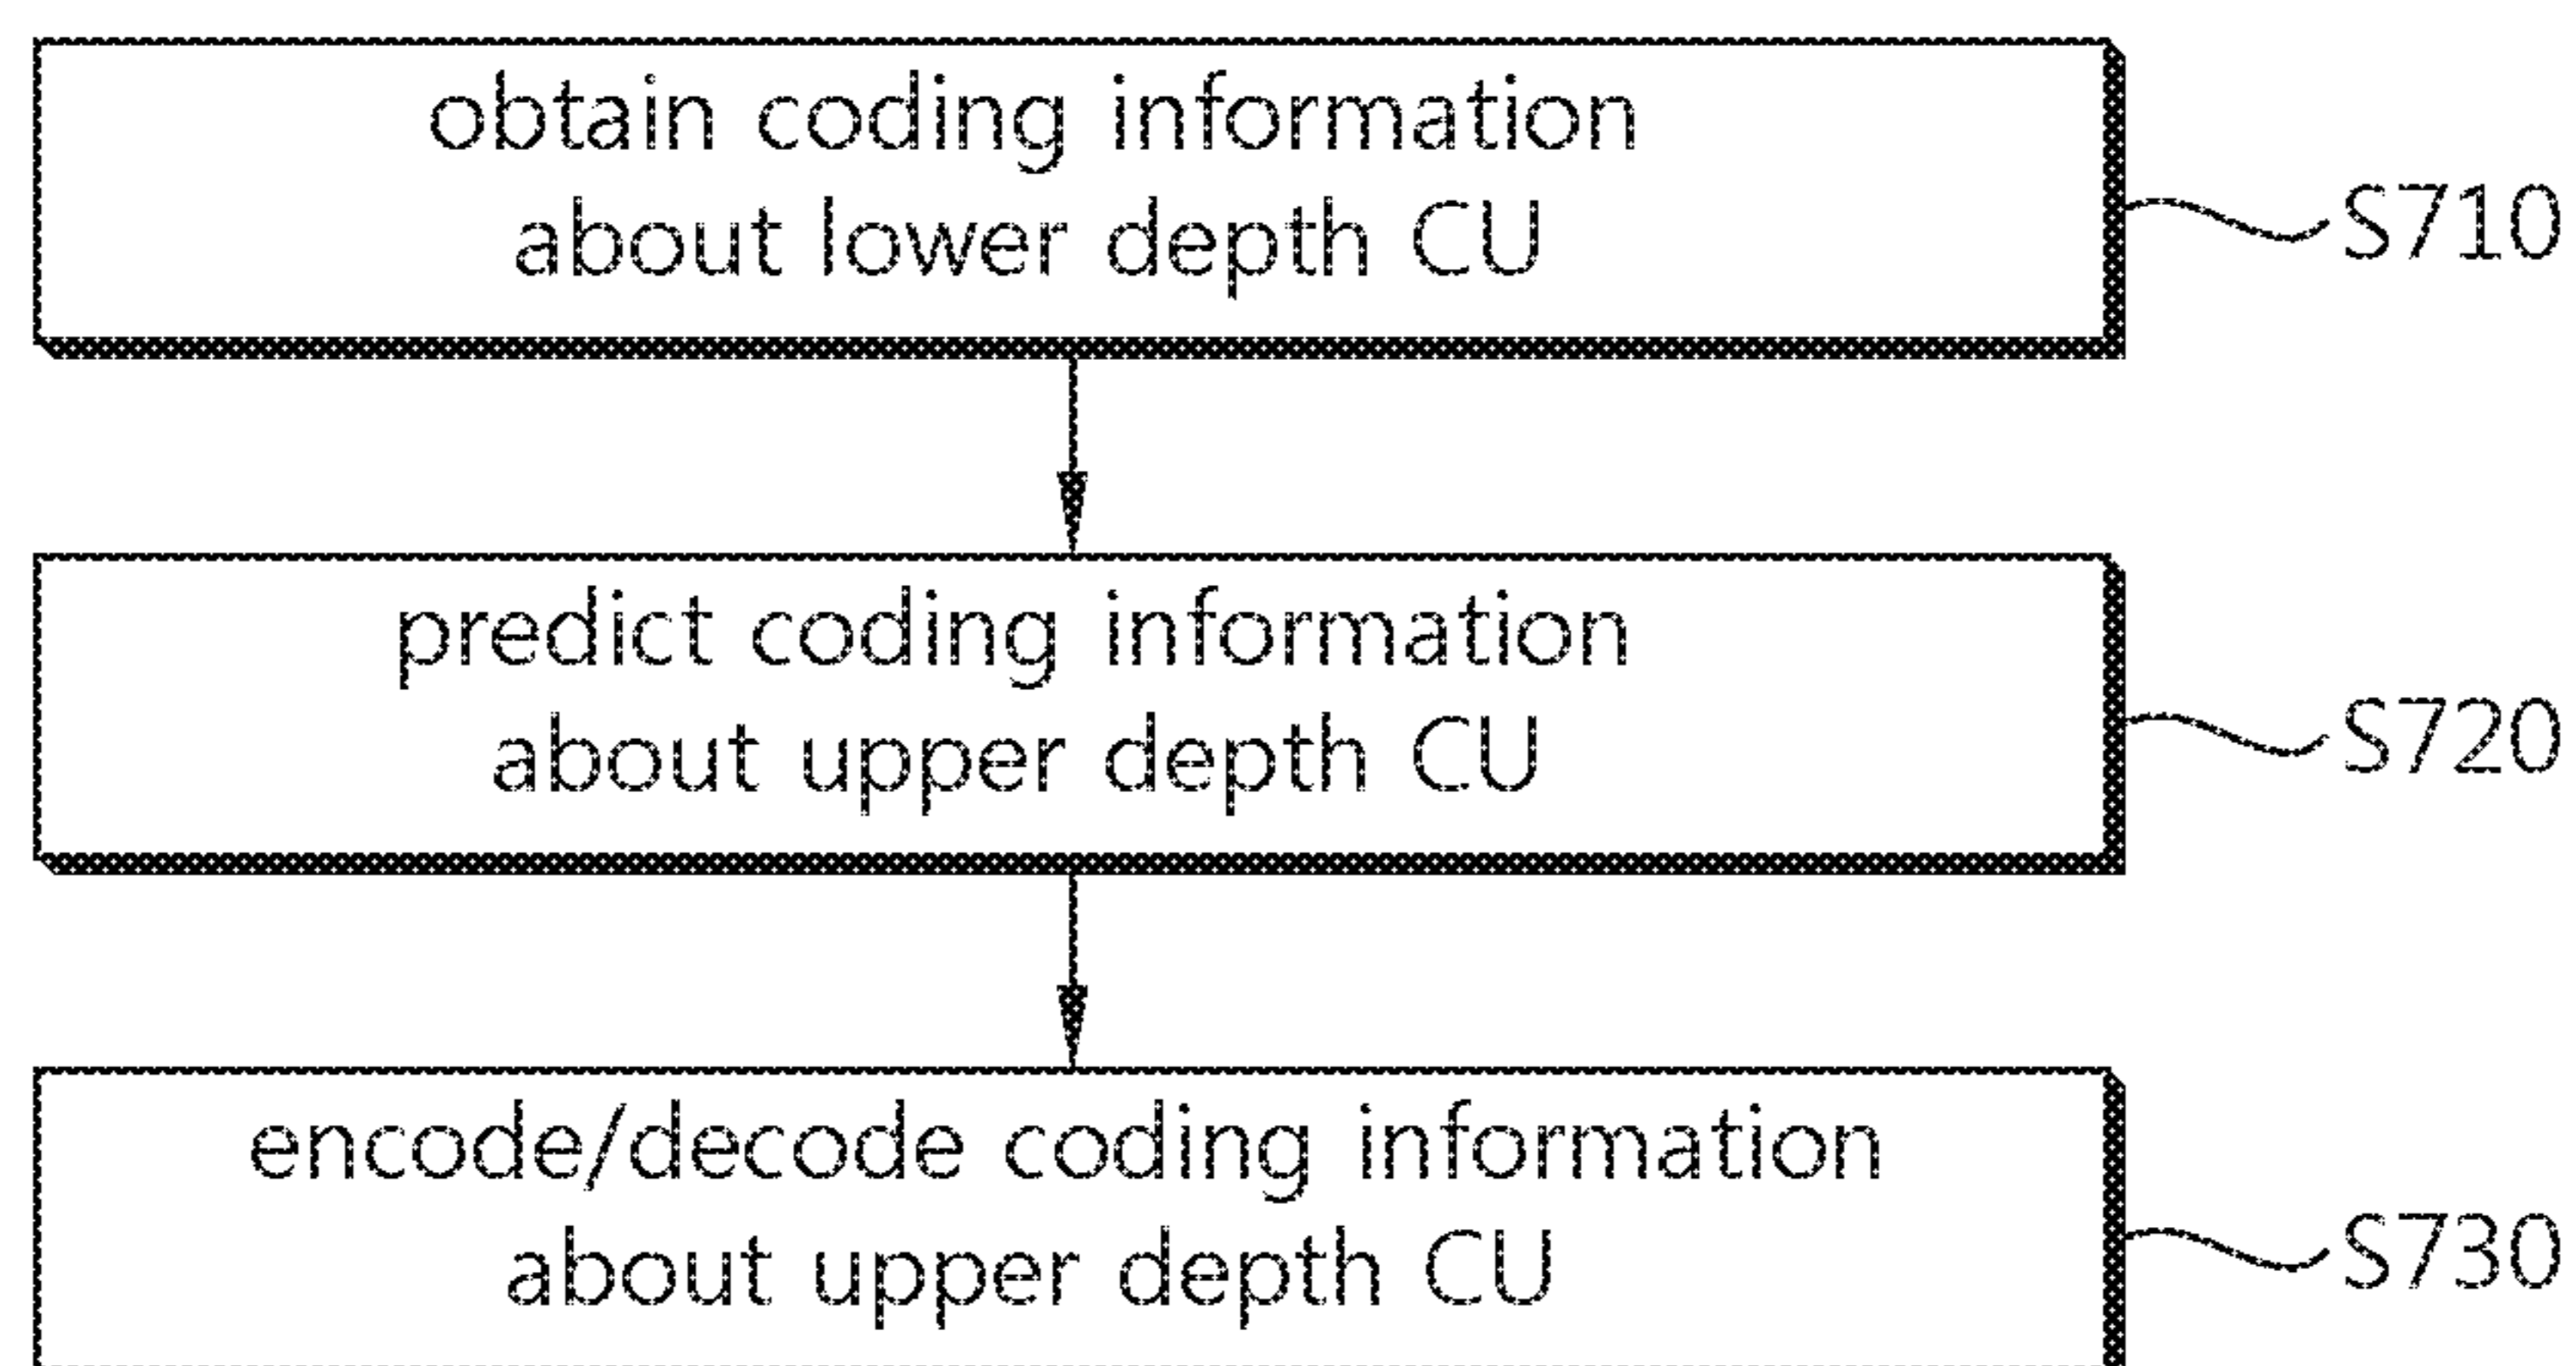 obtain coding information
about lower depth CU
S710
predict coding information
about upper depth CU
S720
encode/decode coding information
about upper depth CU
S730